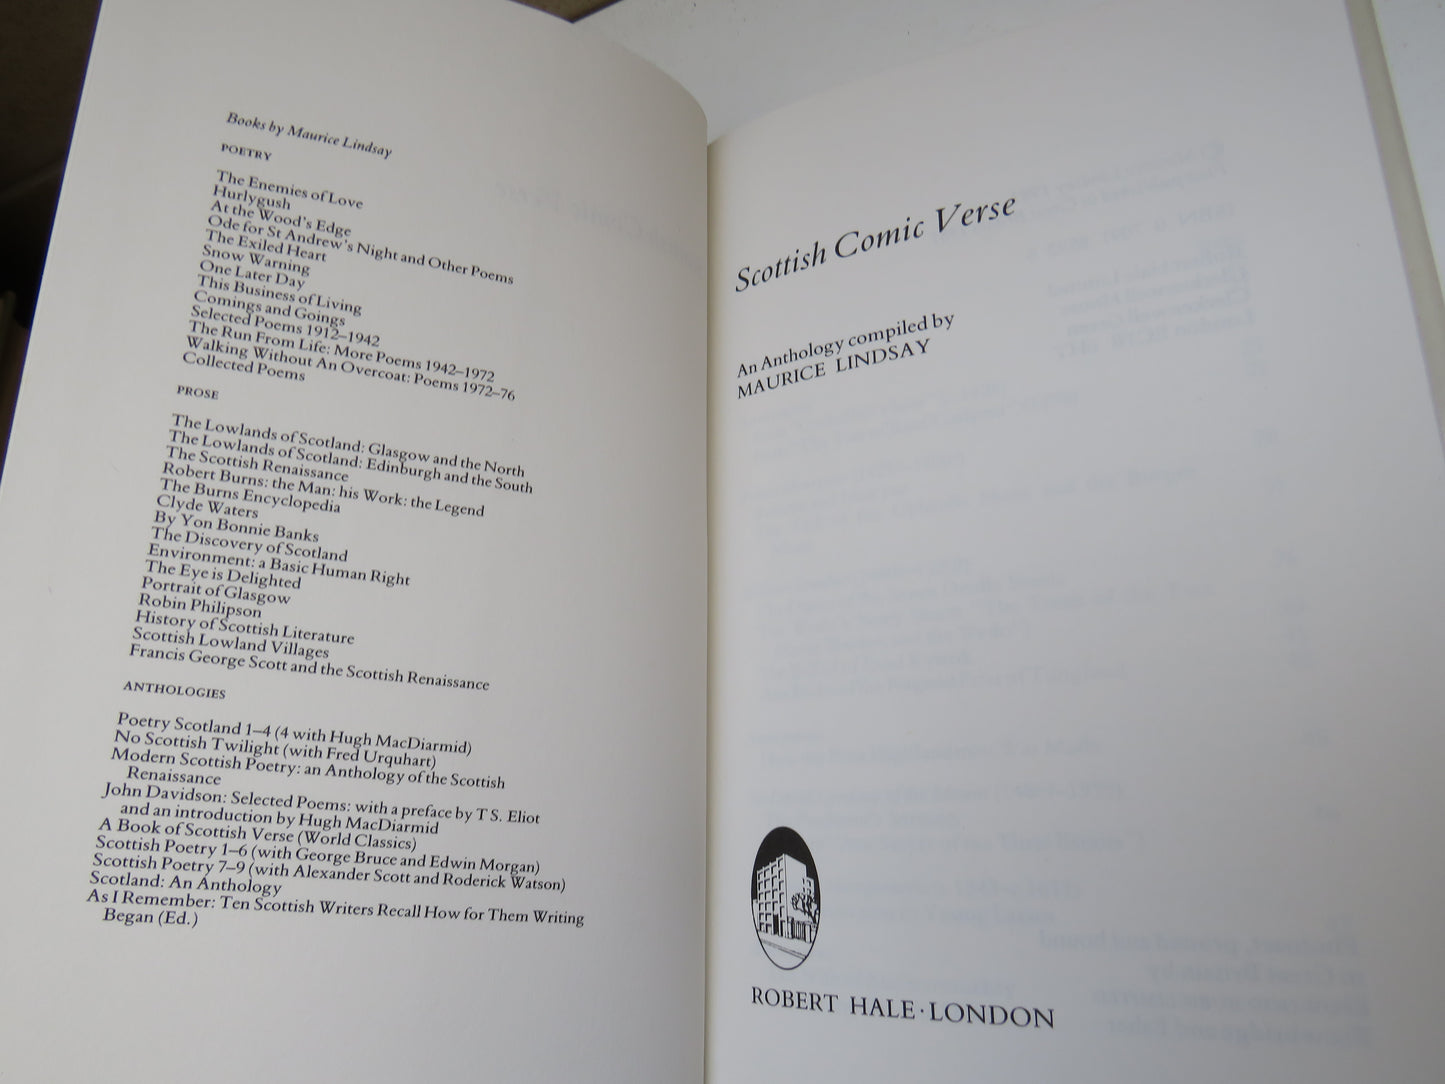 Books by Maurice Lindsay
POETRY
The Enemies of Love
Hurlygush
At the Wood's Edge
Ode for St Andrew's Night and Other Poems
The Exiled Heart
Snow Warning
One Later Day
This Business of Living
Comings and Goings
Selected Poems 1912–1942
The Run From Life: More Poems 1942–1972
Walking Without An Overcoat: Poems 1972–76
Collected Poems
PROSE
The Lowlands of Scotland: Glasgow and the North
The Lowlands of Scotland: Edinburgh and the South
The Scottish Renaissance
Robert Burns: the Man: his Work: the Legend
The Burns Encyclopedia
Clyde Waters
By Yon Bonnie Banks
The Discovery of Scotland
Environment: a Basic Human Right
The Eye is Delighted
Portrait of Glasgow
Robin Philipson
History of Scottish Literature
Scottish Lowland Villages
Francis George Scott and the Scottish Renaissance
ANTHOLOGIES
Poetry Scotland 1–4 (4 with Hugh MacDiarmid)
No Scottish Twilight (with Fred Urquhart)
Modern Scottish Poetry: an Anthology of the Scottish
Renaissance
John Davidson: Selected Poems: with a preface by T S. Eliot
and an introduction by Hugh MacDiarmid
A Book of Scottish Verse (World Classics)
Scottish Poetry 1–6 (with George Bruce and Edwin Morgan)
Scottish Poetry 7–9 (with Alexander Scott and Roderick Watson)
Scotland: An Anthology
As I Remember: Ten Scottish Writers Recall How for Them Writing
Began (Ed.)
Scottish Comic Verse
An Anthology compiled by
MAURICE LINDSAY
ROBERT HALE · LONDON